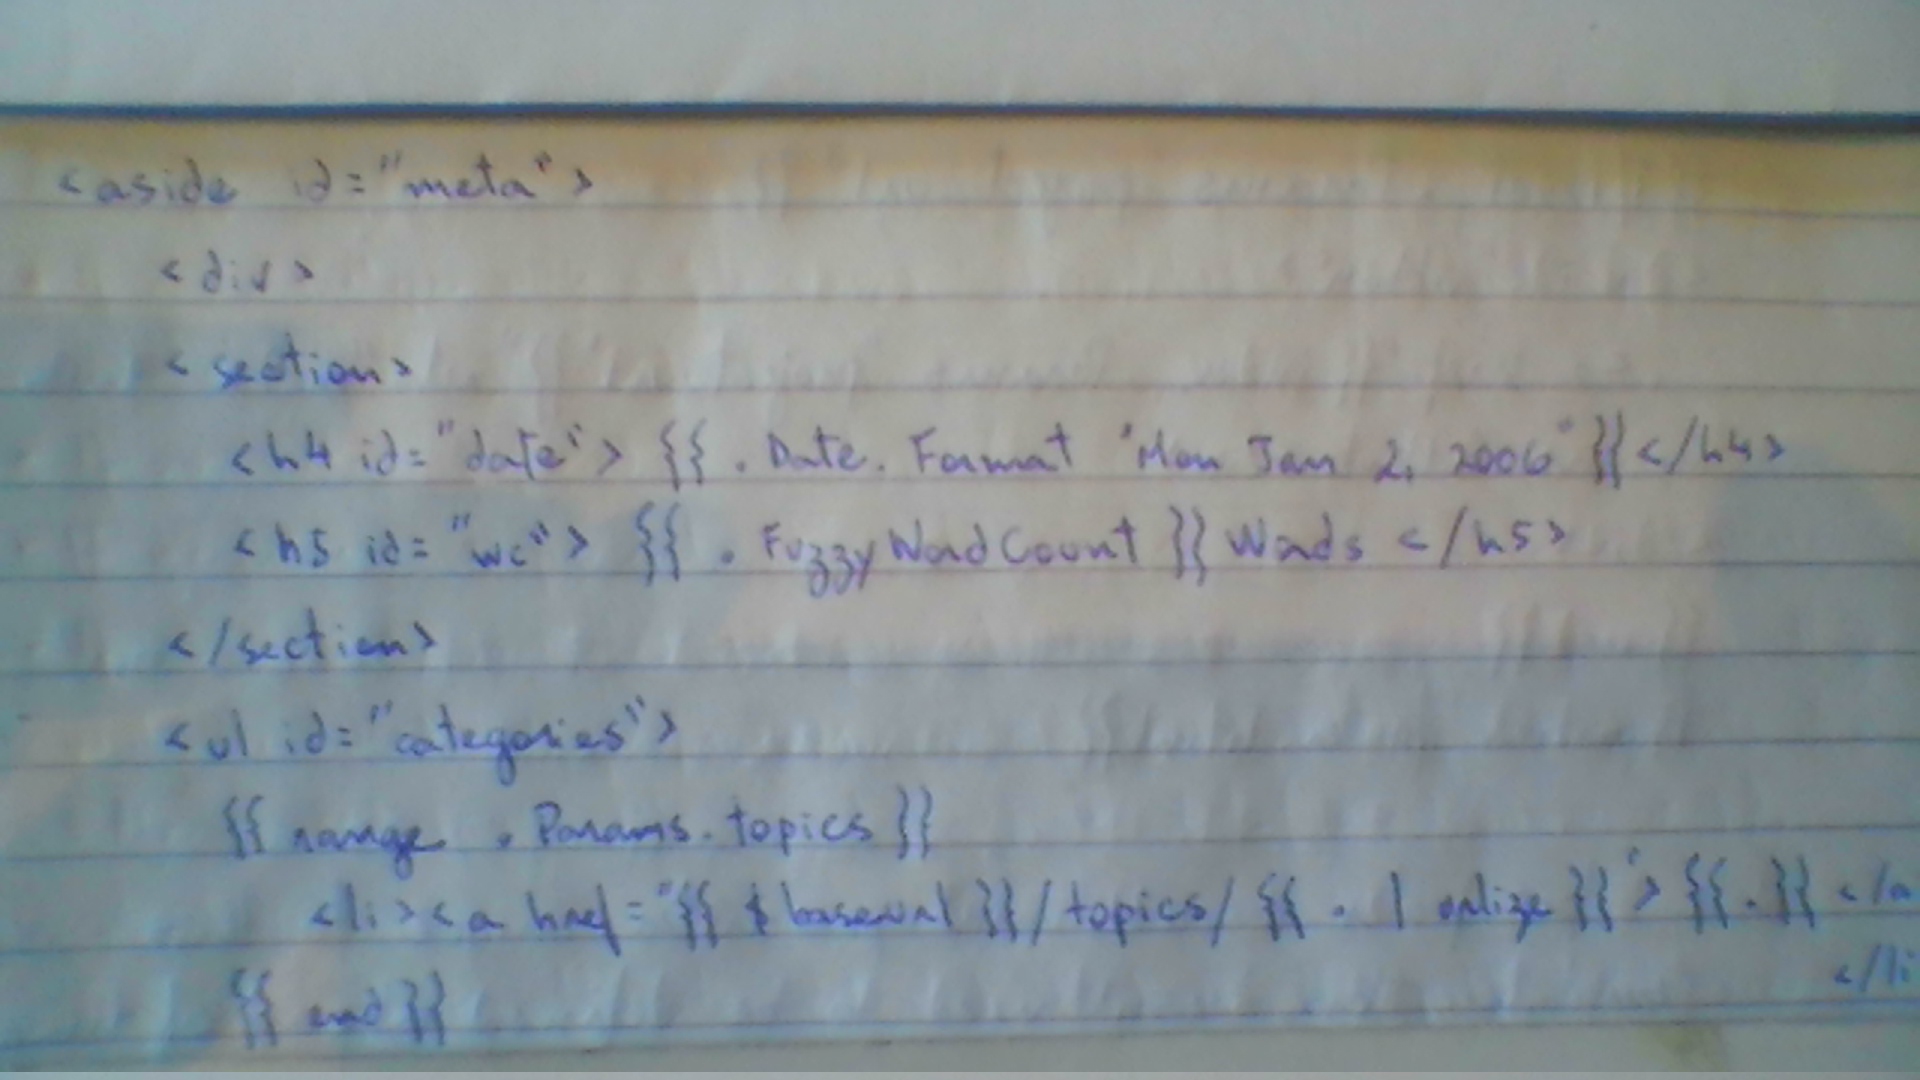 <aside id="meta">
<div>
<section>
<h4 id="date"> {{ .Date. Format "Mon Jan 2, 2006" }}</h4>
<h5 id="wc"> {{ . FuzzyWordCount }} Words </h5>
</section>
<ul id="categories">
{{ range . Params. topics }}
<li><a href="{{ $baseurl }}/topics/ {{ . | urlize }}"> {{.}} </a
</li
{{ end }}